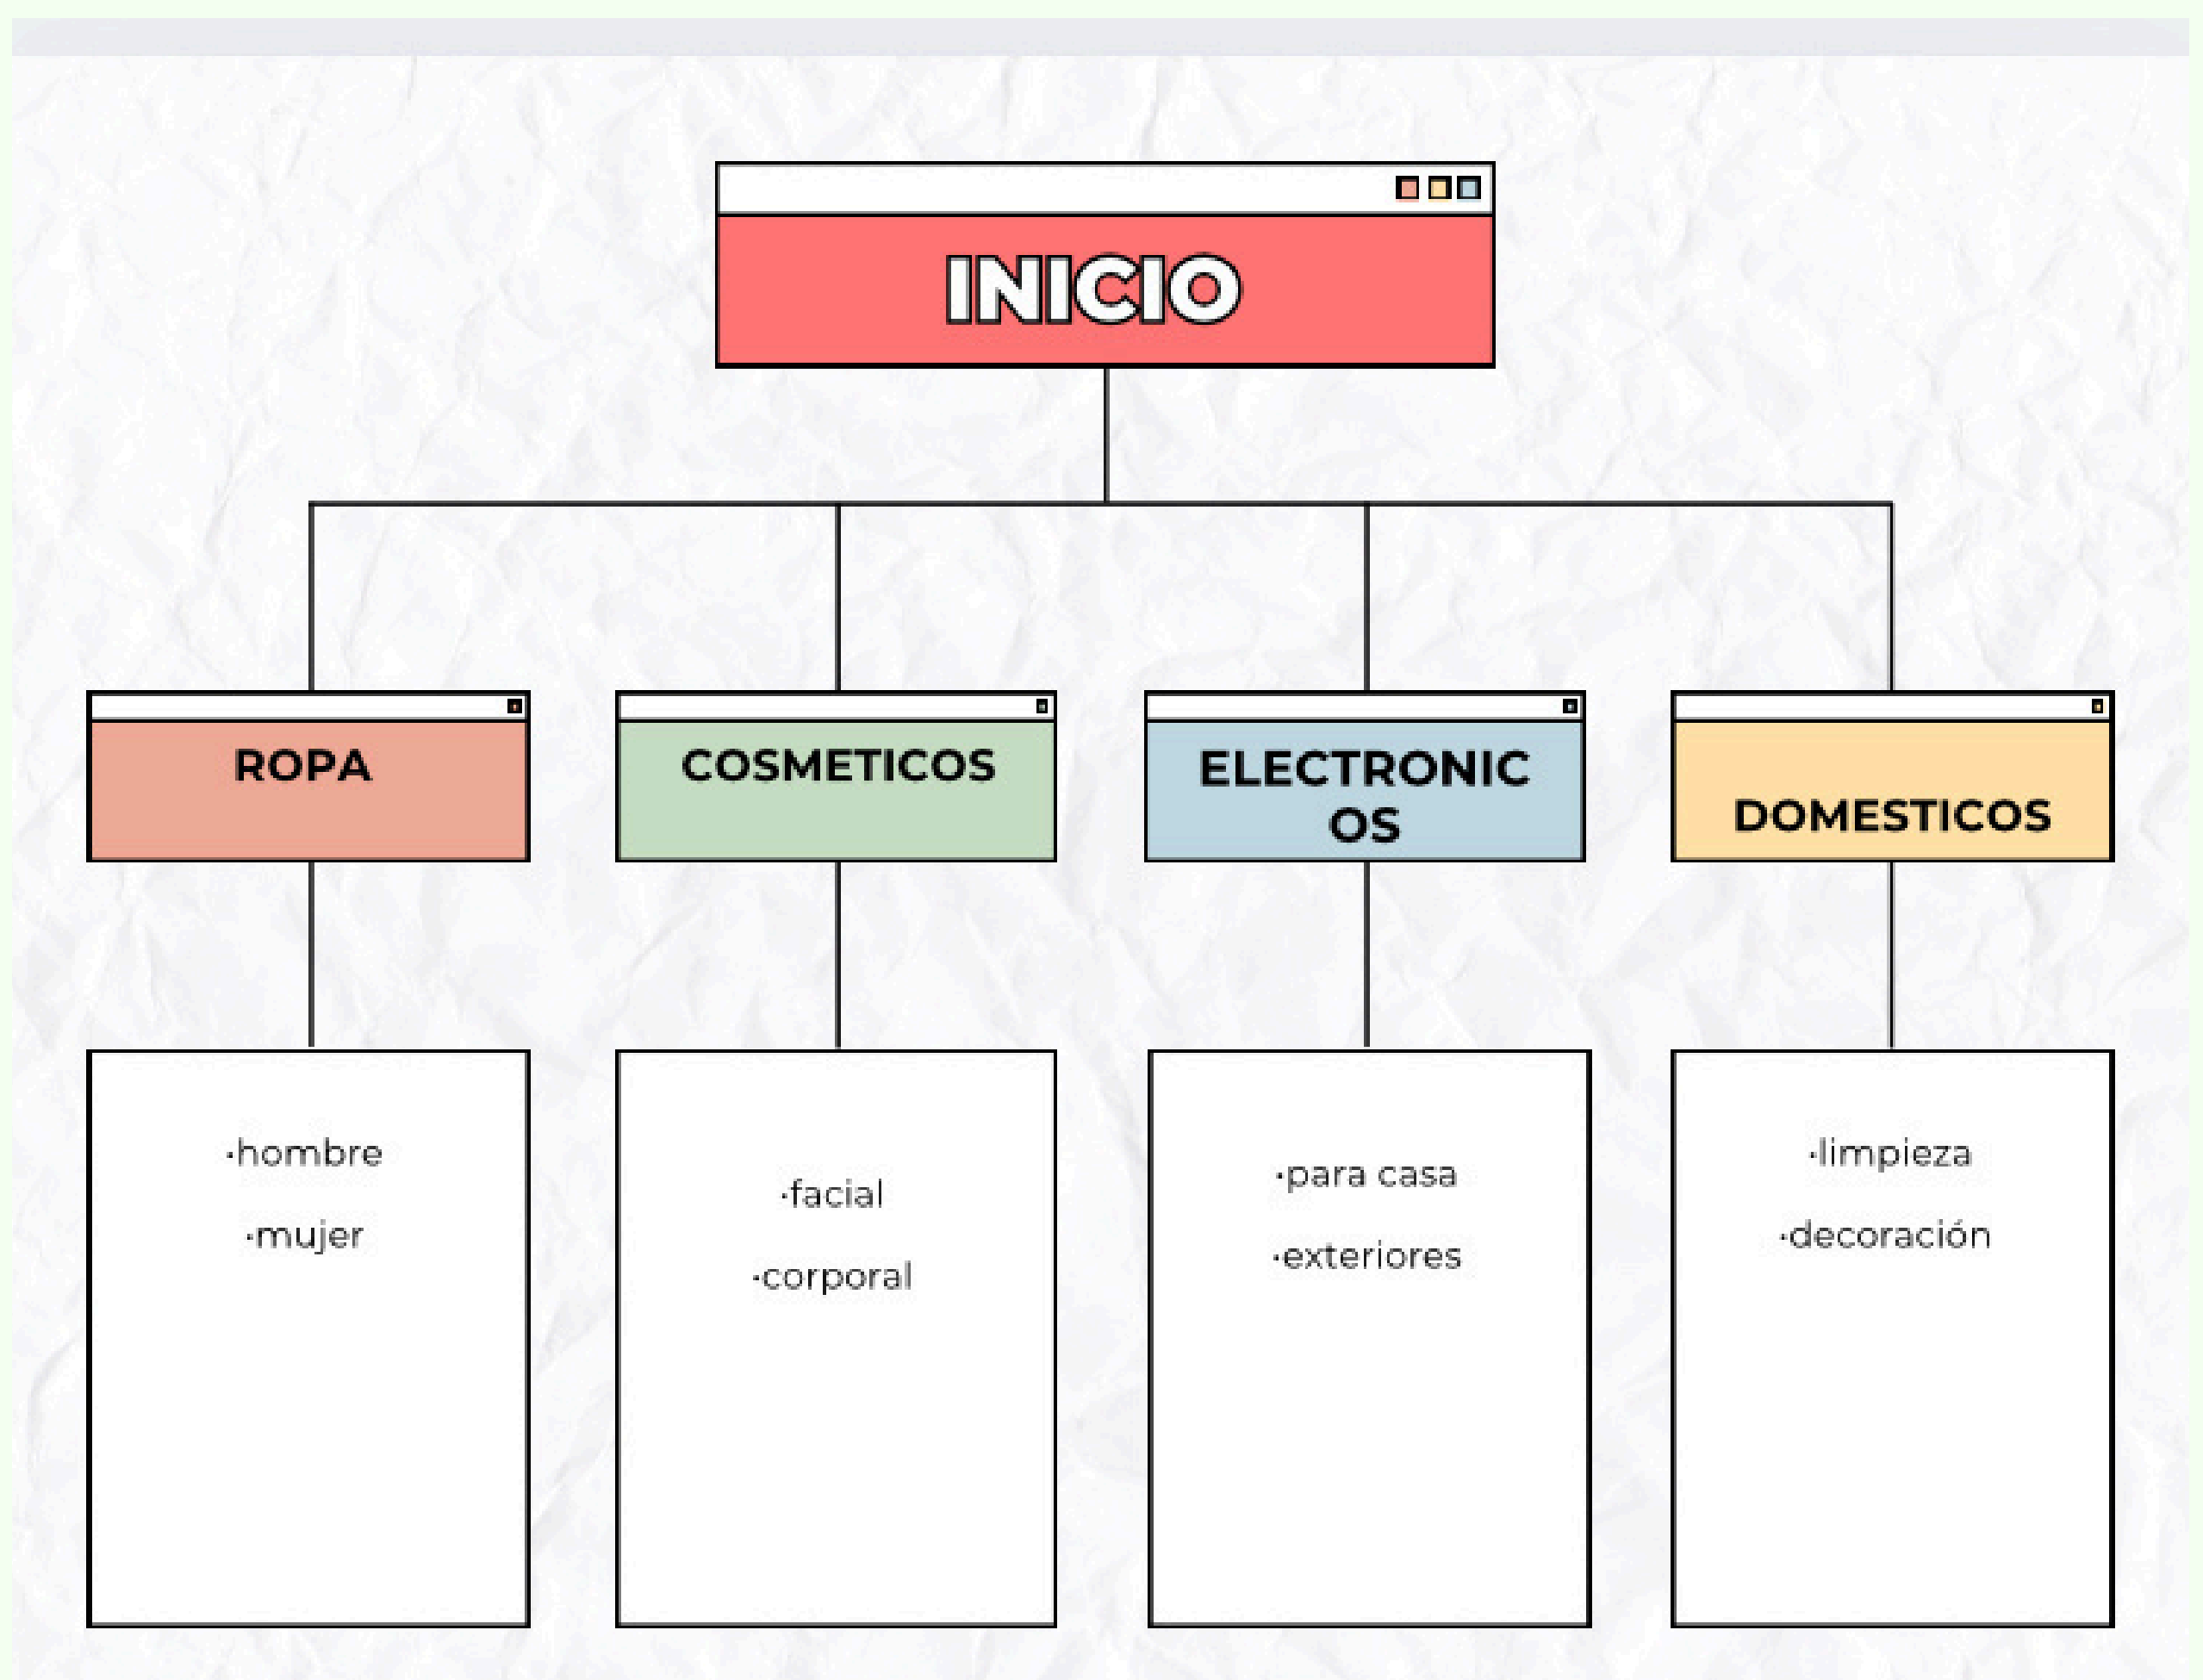 INICIO
ROPA
COSMETICOS
ELECTRONIC
OS
DOMESTICOS
·hombre
·mujer
·facial
·corporal
·para casa
·exteriores
·limpieza
·decoración